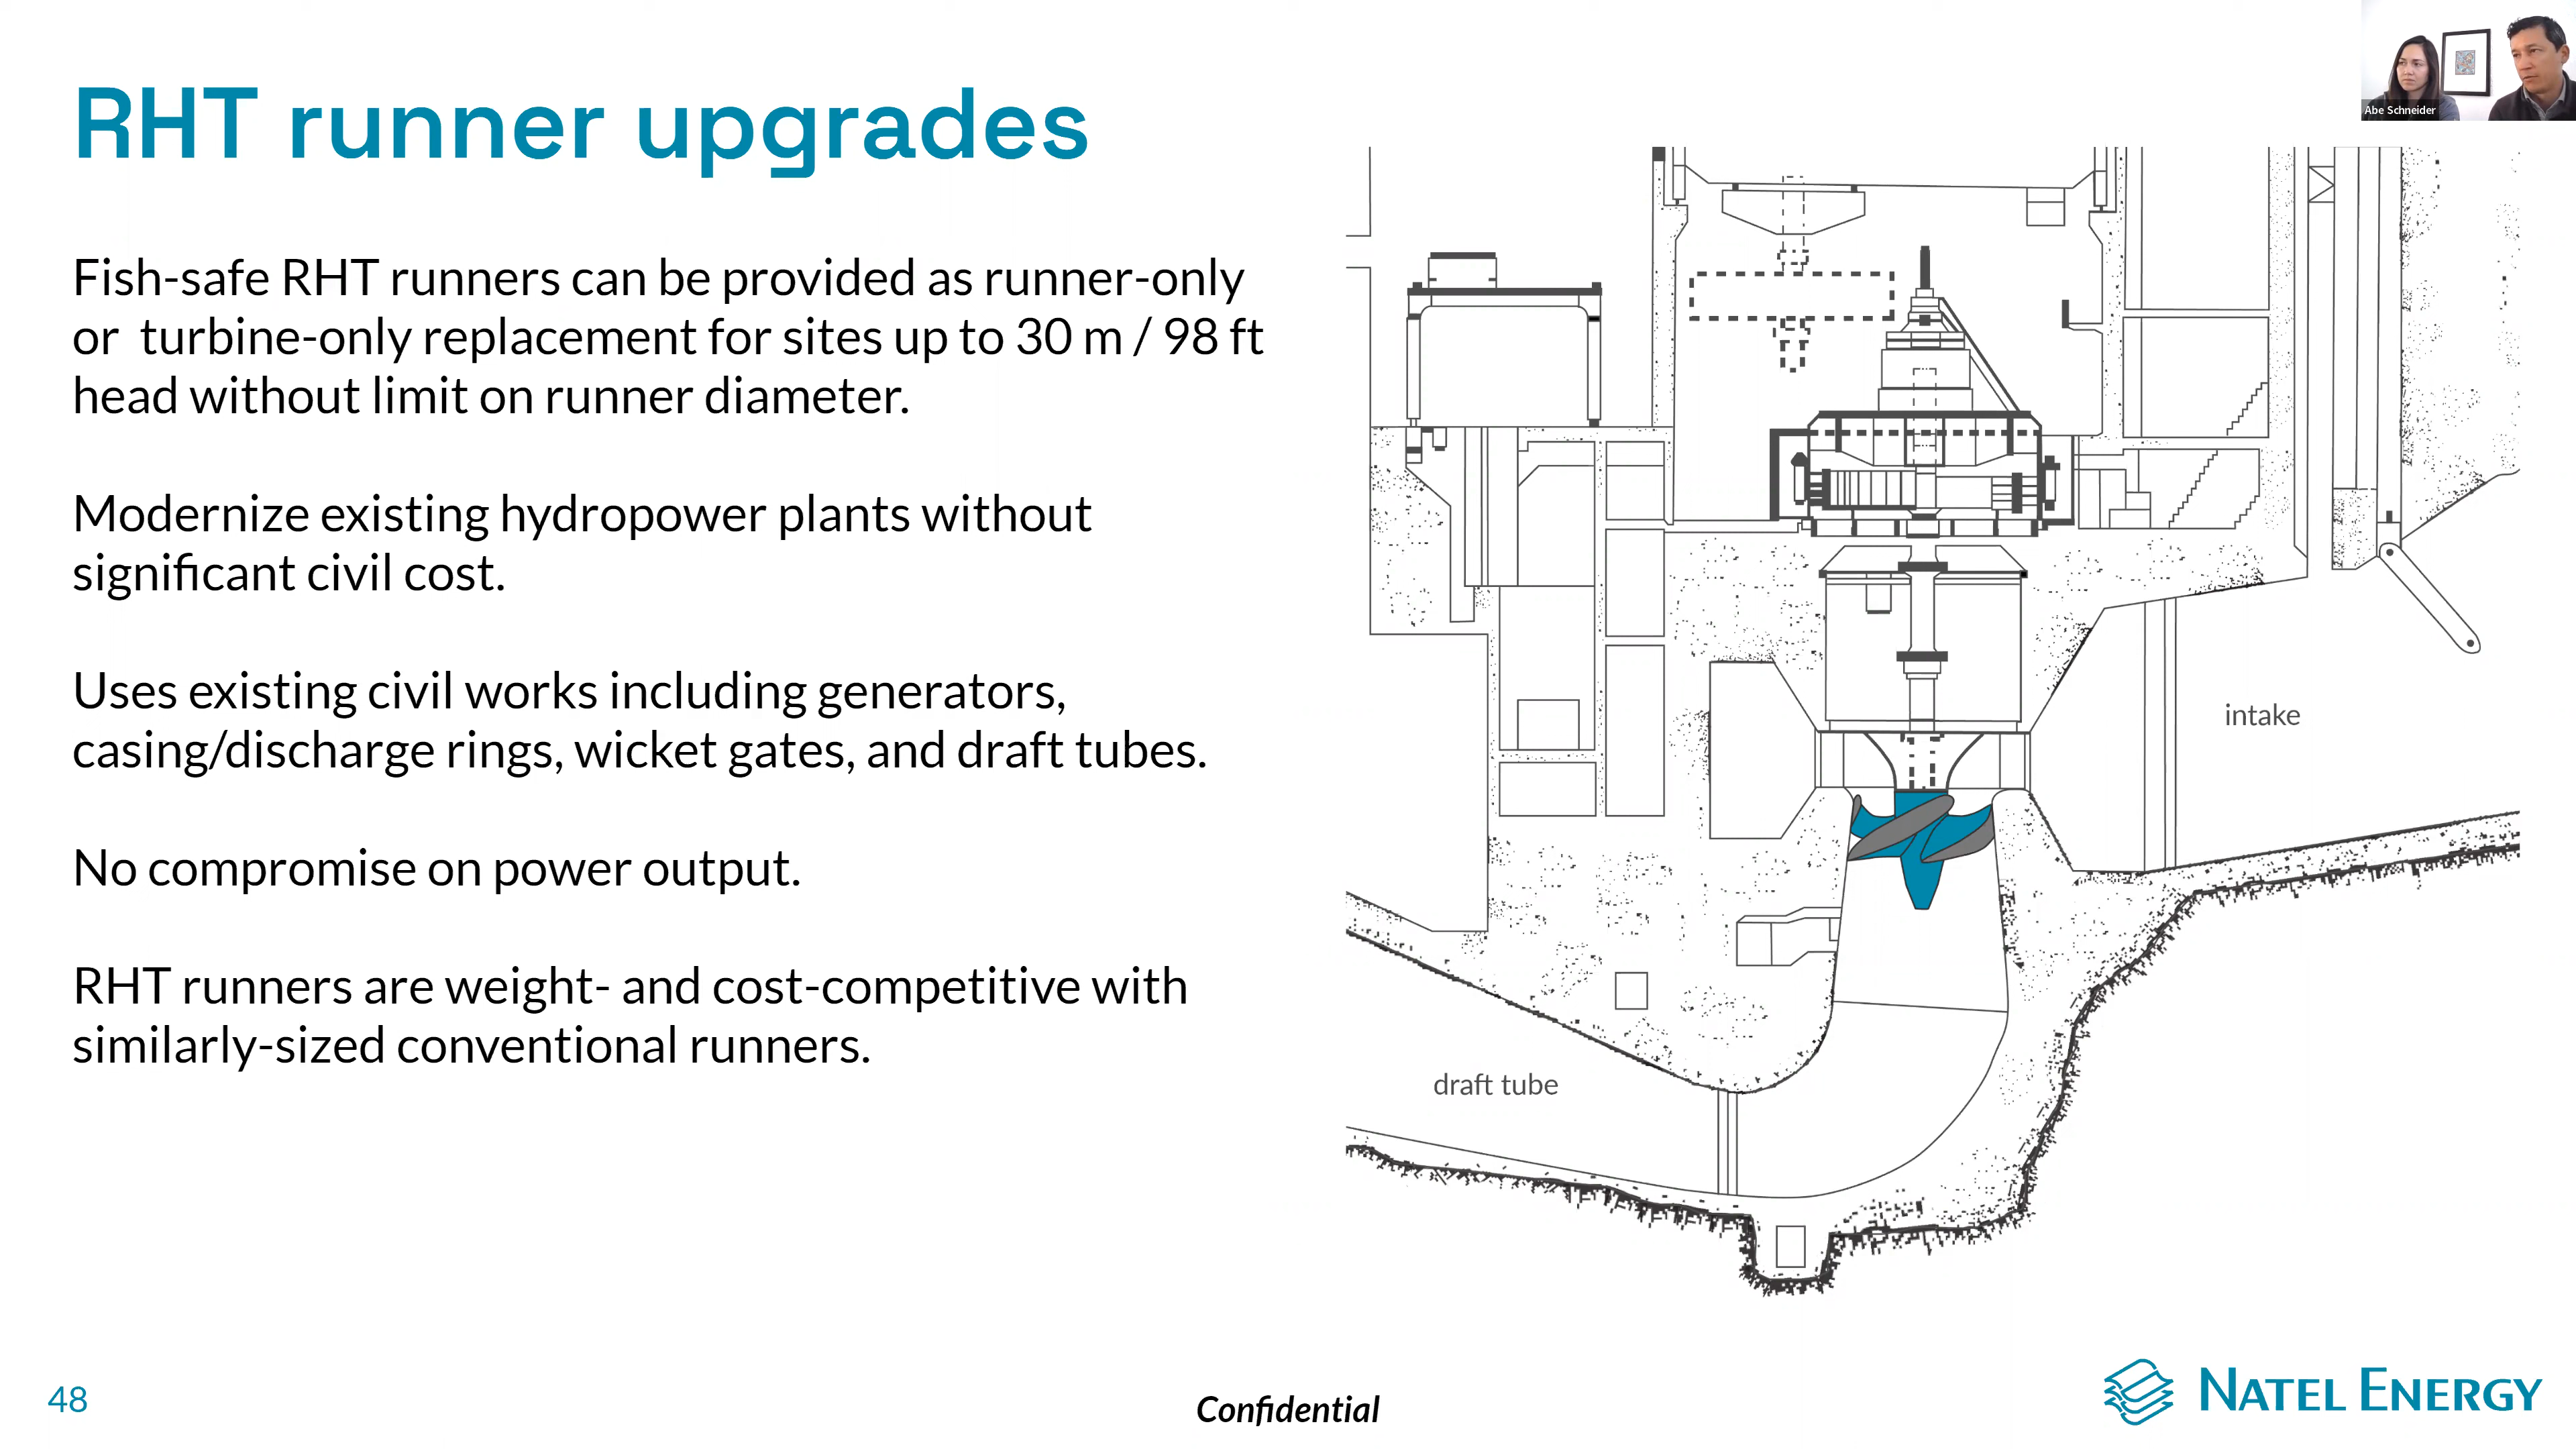 Abe Schneider
RHT runner upgrades
Fish-safe RHT runners can be provided as runner-only
or turbine-only replacement for sites up to 30 m / 98 ft
head without limit on runner diameter.
Modernize existing hydropower plants without
significant civil cost.
Uses existing civil works including generators,
casing/discharge rings, wicket gates, and draft tubes.
No compromise on power output.
RHT runners are weight- and cost-competitive with
similarly-sized conventional runners.
intake
draft tube
48
Confidential
NATEL ENERGY